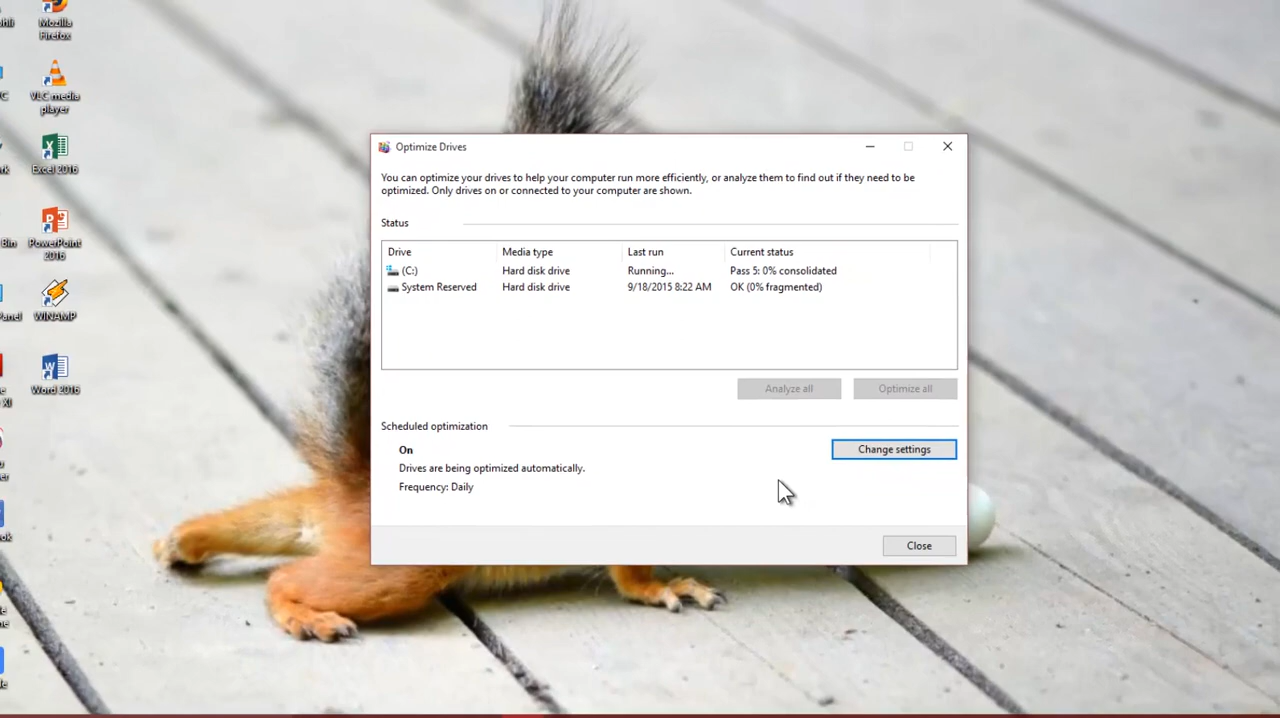 Mozilla
Firefox
VLC media
player
Excel 2016
Bin
PowerPoint
2016
WINAMP
Word 2016
XI
Optimize Drives
You can optimize your drives to help your computer run more efficiently, or analyze them to find out if they need to be
optimized. Only drives on or connected to your computer are shown.
Status
Drive Media type Last run Current status
(C:) Hard disk drive Running... Pass 5: 0% consolidated
System Reserved Hard disk drive 9/18/2015 8:22 AM OK (0% fragmented)
Analyze all Optimize all
Scheduled optimization
On
Change settings
Drives are being optimized automatically.
Frequency: Daily
Close